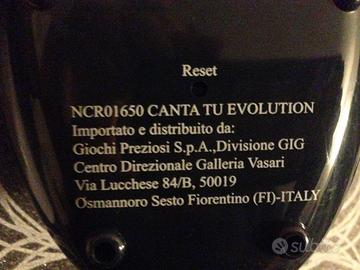 Reset
NCR01650 CANTA TU EVOLUTION
Importato e distribuito da:
Giochi Preziosi S.p.A.,Divisione GIG
Centro Direzionale Galleria Vasari
Via Lucchese 84/B, 50019
Osmannoro Sesto Fiorentino (FI)-ITALY
subito